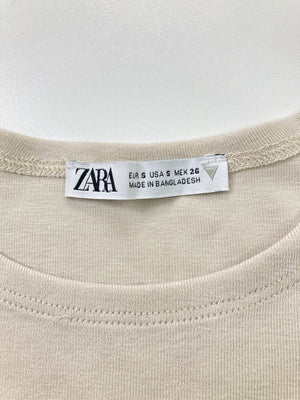 ZARA
EUR S USA S MEX 26
MADE IN BANGLADESH